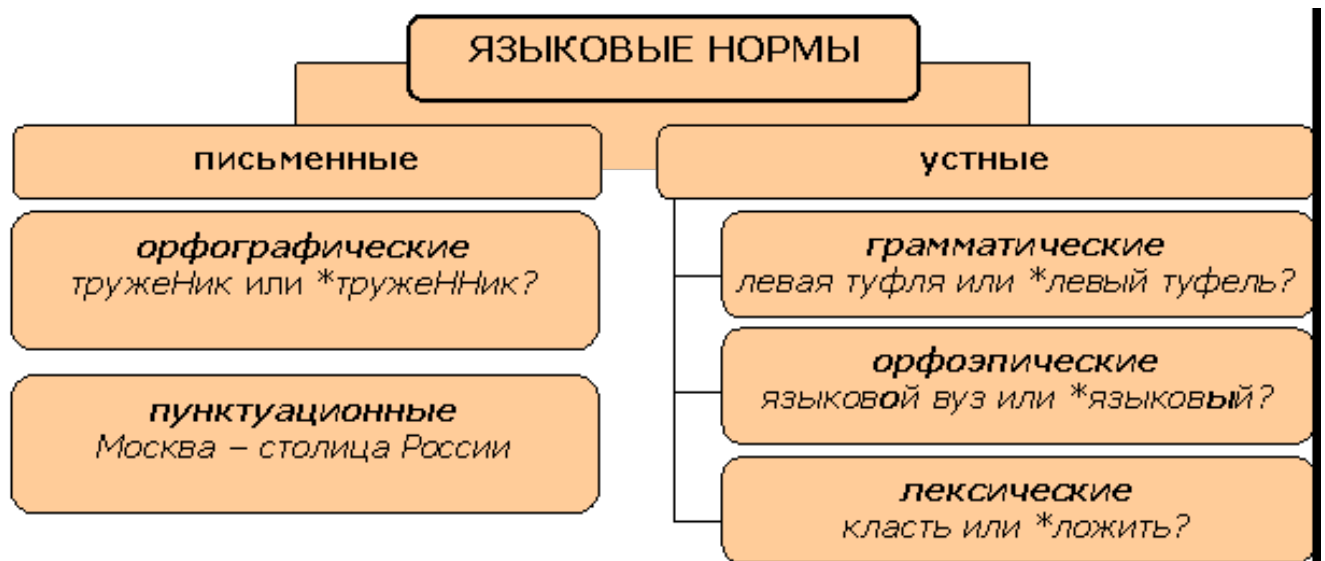 ЯЗЫКОВЫЕ НОРМЫ
письменные
орфографические
тружеНик или *тружеННик?
пунктуационные
Москва – столица России
устные
грамматические
левая туфля или *левый туфель?
орфоэпические
языковой вуз или *языковый?
лексические
класть или *ложить?